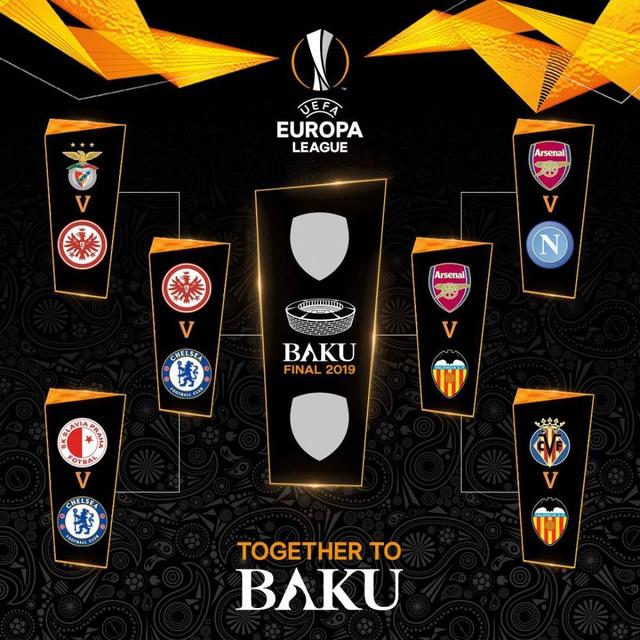 UEFA
EUROPA
LEAGUE
V
Arsenal
V
N
V
CHELSEA
FOOTBALL CLUB
BAKU
FINAL 2019
Arsenal
V
SK SLAVIA PRAHA
FOTBAL
V
CHELSEA
FOOTBALL CLUB
V
TOGETHER TO
BAKU